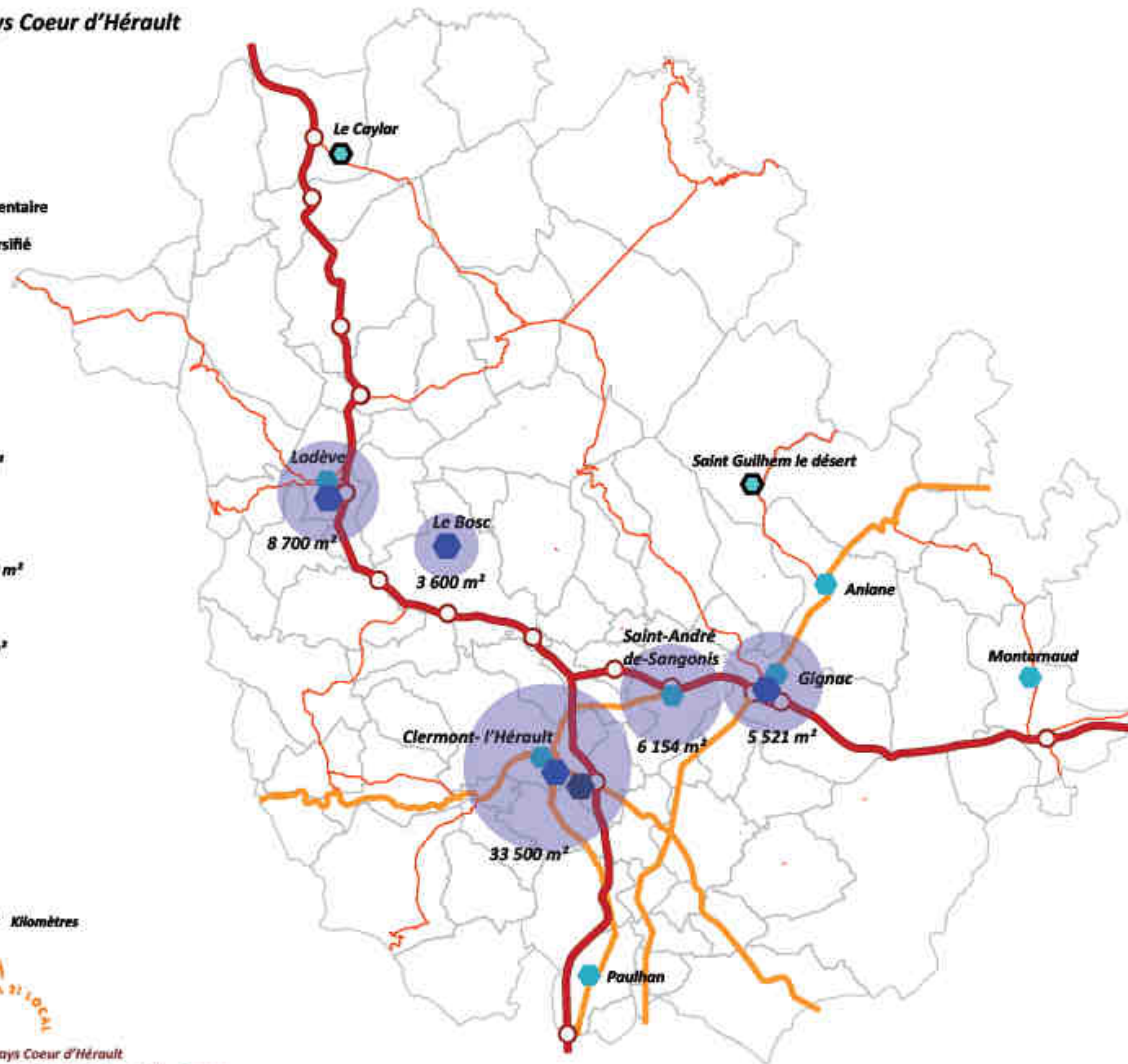 ys Coeur d'Hérault
Le Caylar
entaire
rsifié
Lodève
Saint Guilhem le désert
Le Bosc
8 700 m²
m²
3 600 m²
Aniane
Saint-André
de-Sangonis
Montarnaud
Gignac
Clermont- l'Hérault
6 154 m²
5 521 m²
33 500 m²
Kilomètres
Paulhan
LOCAL
ays Coeur d'Hérault